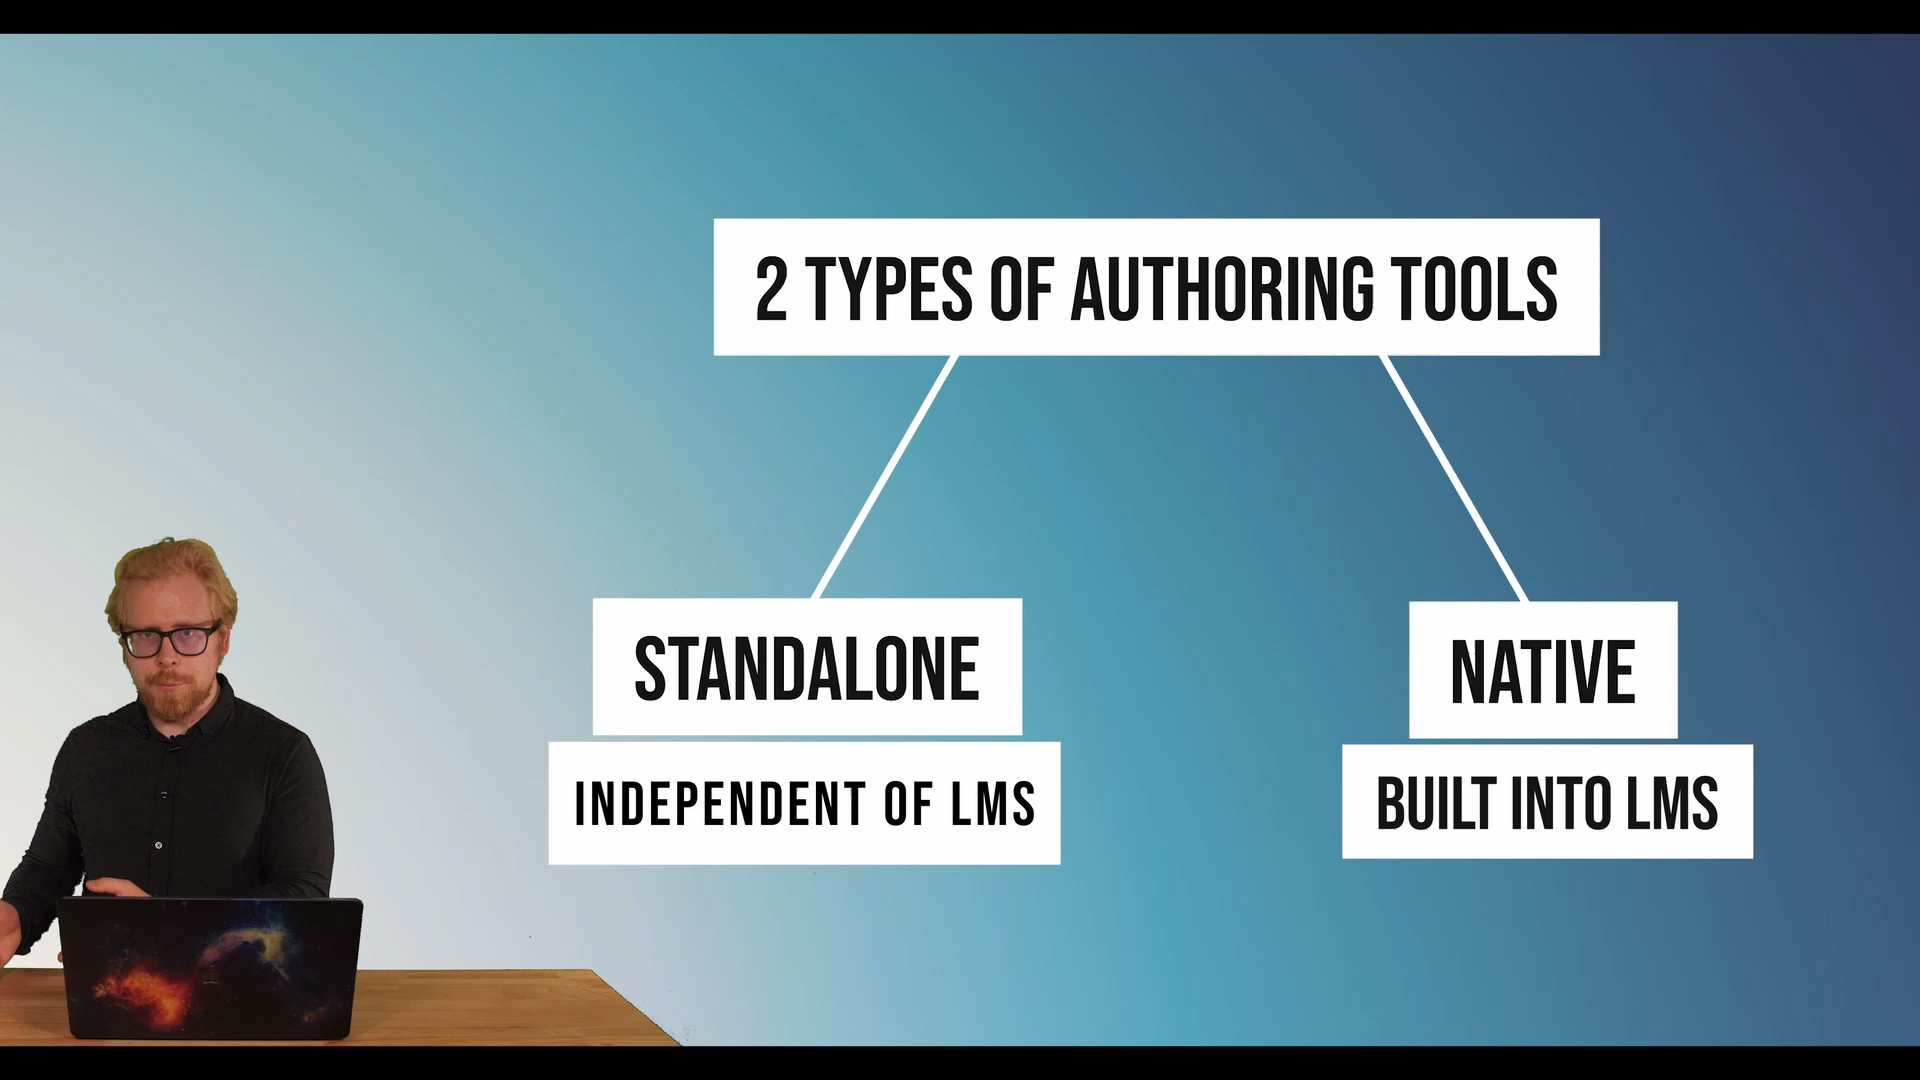 2 TYPES OF AUTHORING TOOLS
STANDALONE
INDEPENDENT OF LMS
NATIVE
BUILT INTO LMS